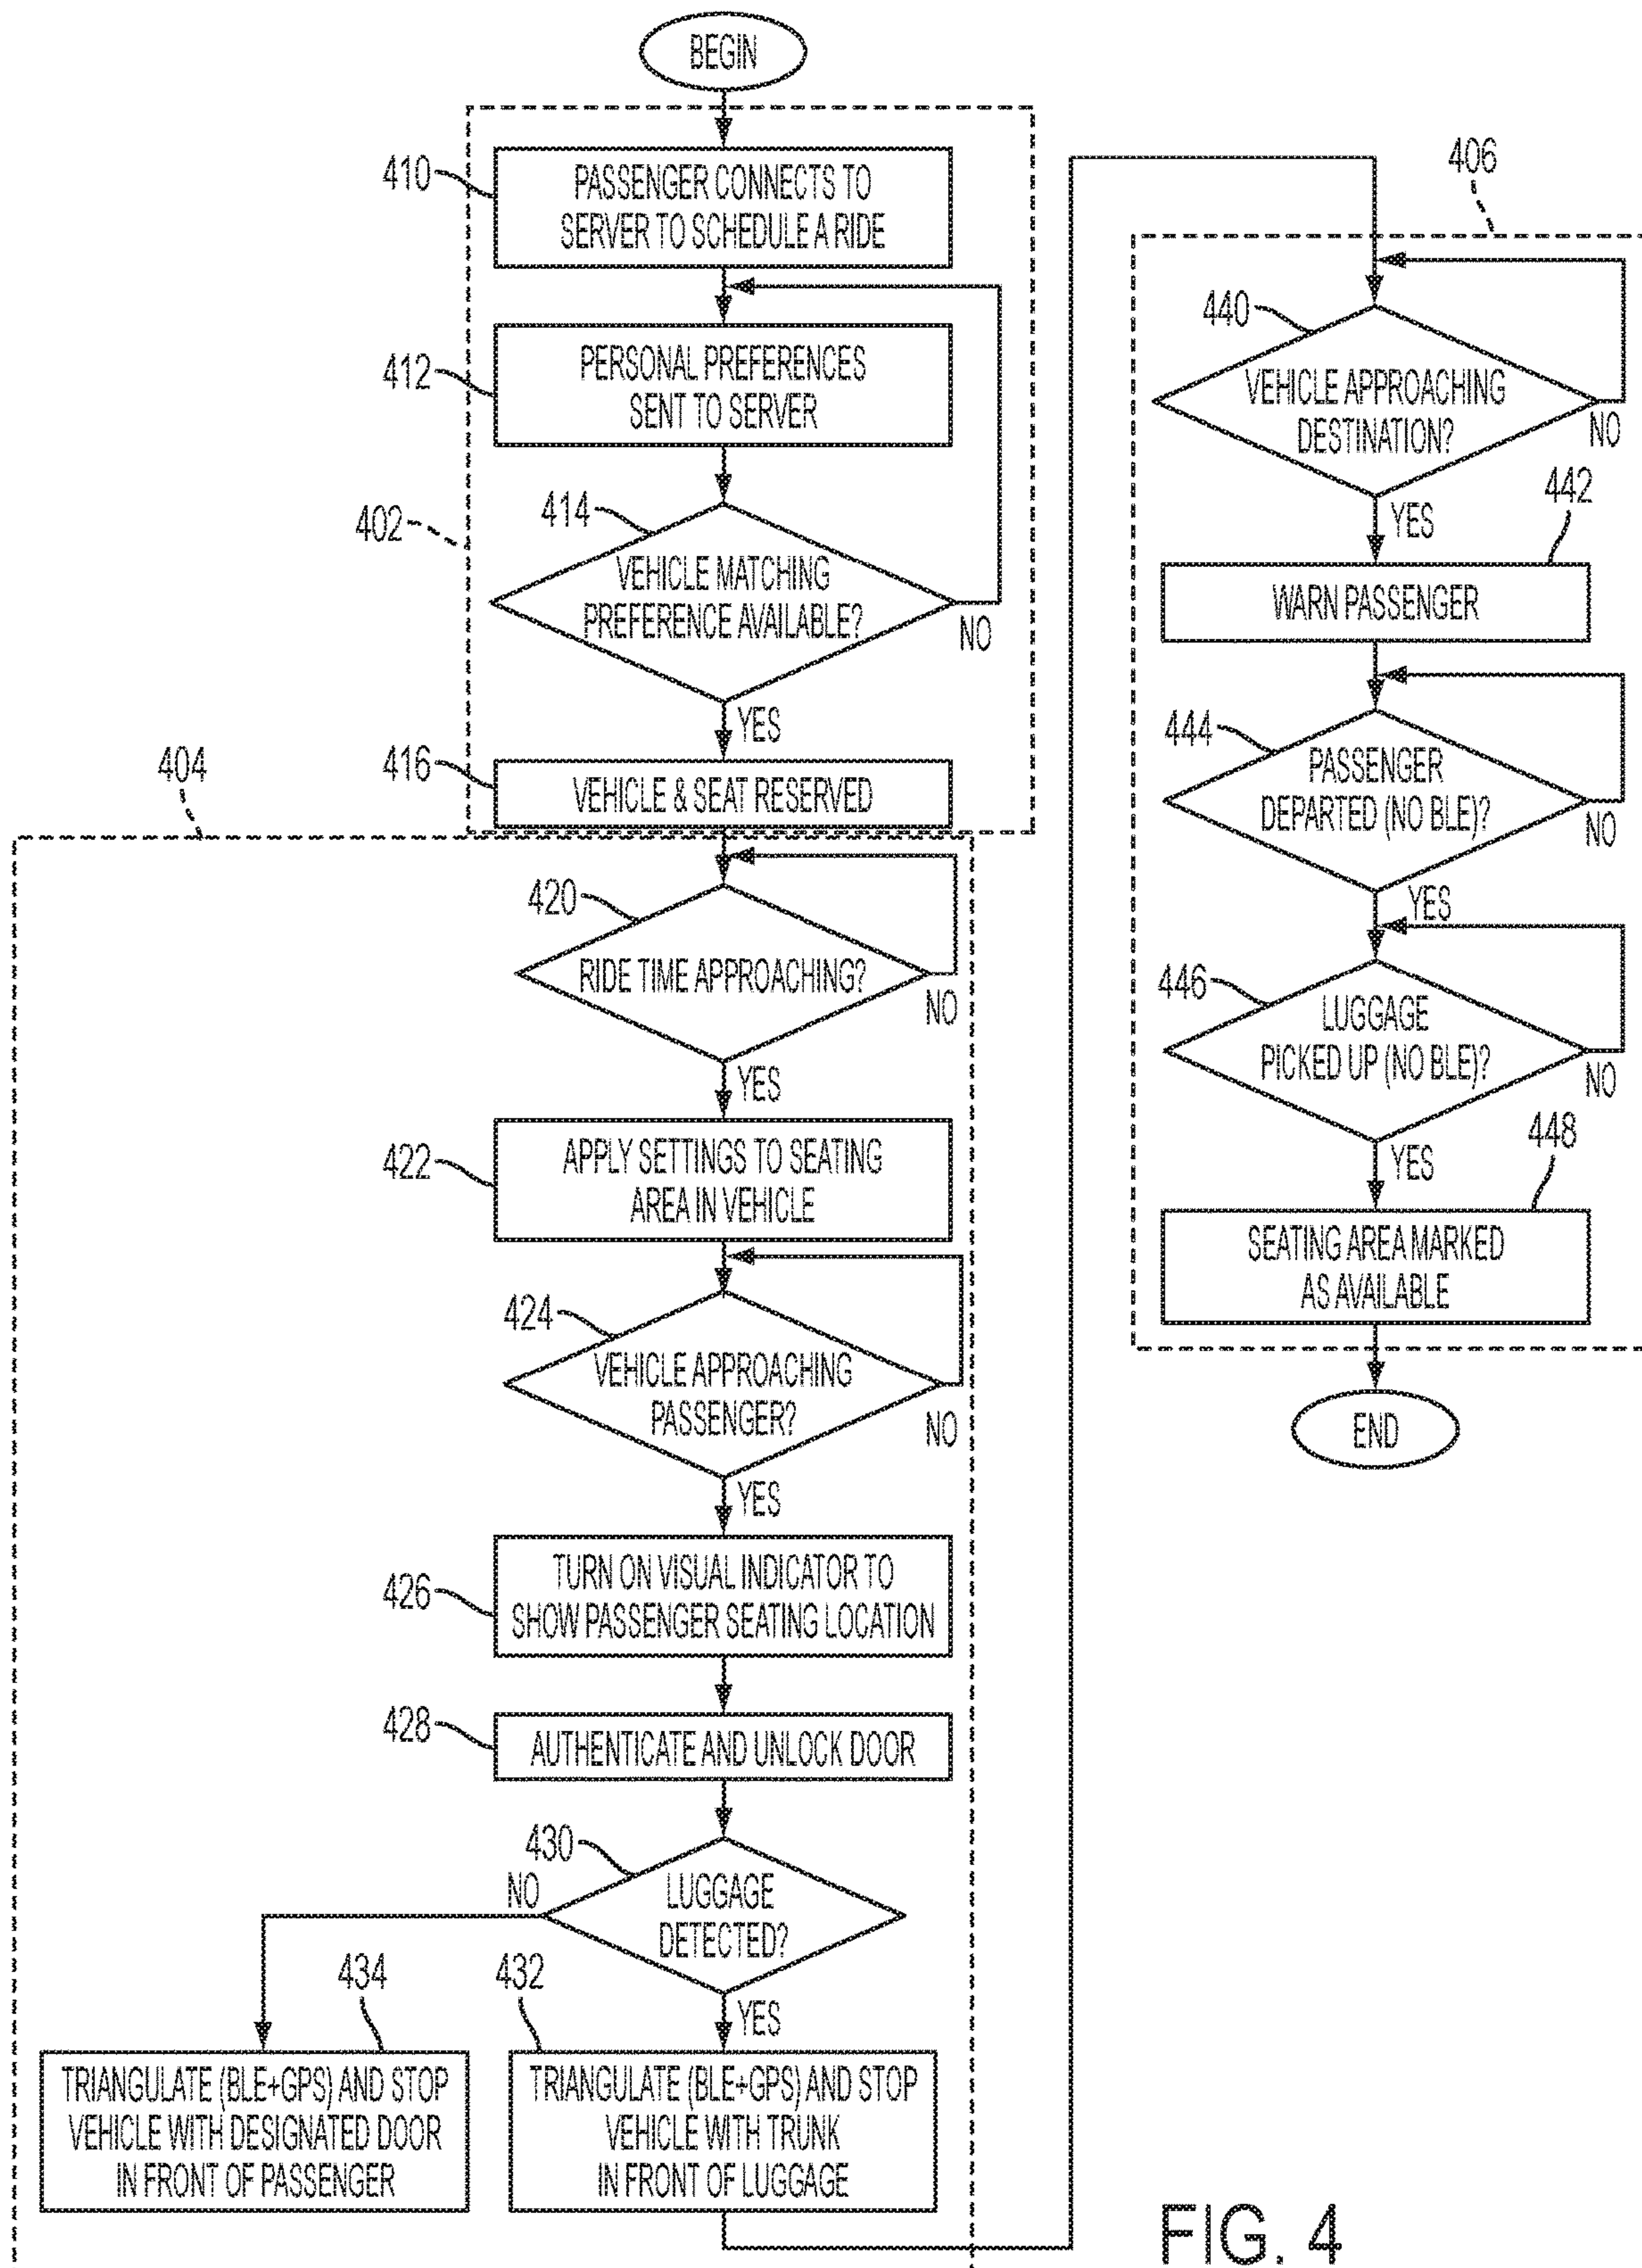 BEGIN
402
410
PASSENGER CONNECTS TO
SERVER TO SCHEDULE A RIDE
412
PERSONAL PREFERENCES
SENT TO SERVER
414
VEHICLE MATCHING
PREFERENCE AVAILABLE?
NO
YES
416
VEHICLE & SEAT RESERVED
404
420
RIDE TIME APPROACHING?
NO
YES
422
APPLY SETTINGS TO SEATING
AREA IN VEHICLE
424
VEHICLE APPROACHING
PASSENGER?
NO
YES
426
TURN ON VISUAL INDICATOR TO
SHOW PASSENGER SEATING LOCATION
428
AUTHENTICATE AND UNLOCK DOOR
430
LUGGAGE
DETECTED?
NO
YES
434
TRIANGULATE (BLE+GPS) AND STOP
VEHICLE WITH DESIGNATED DOOR
IN FRONT OF PASSENGER
432
TRIANGULATE (BLE+GPS) AND STOP
VEHICLE WITH TRUNK
IN FRONT OF LUGGAGE
406
440
VEHICLE APPROACHING
DESTINATION?
NO
YES
442
WARN PASSENGER
444
PASSENGER
DEPARTED (NO BLE)?
NO
YES
446
LUGGAGE
PICKED UP (NO BLE)?
NO
YES
448
SEATING AREA MARKED
AS AVAILABLE
END
FIG. 4